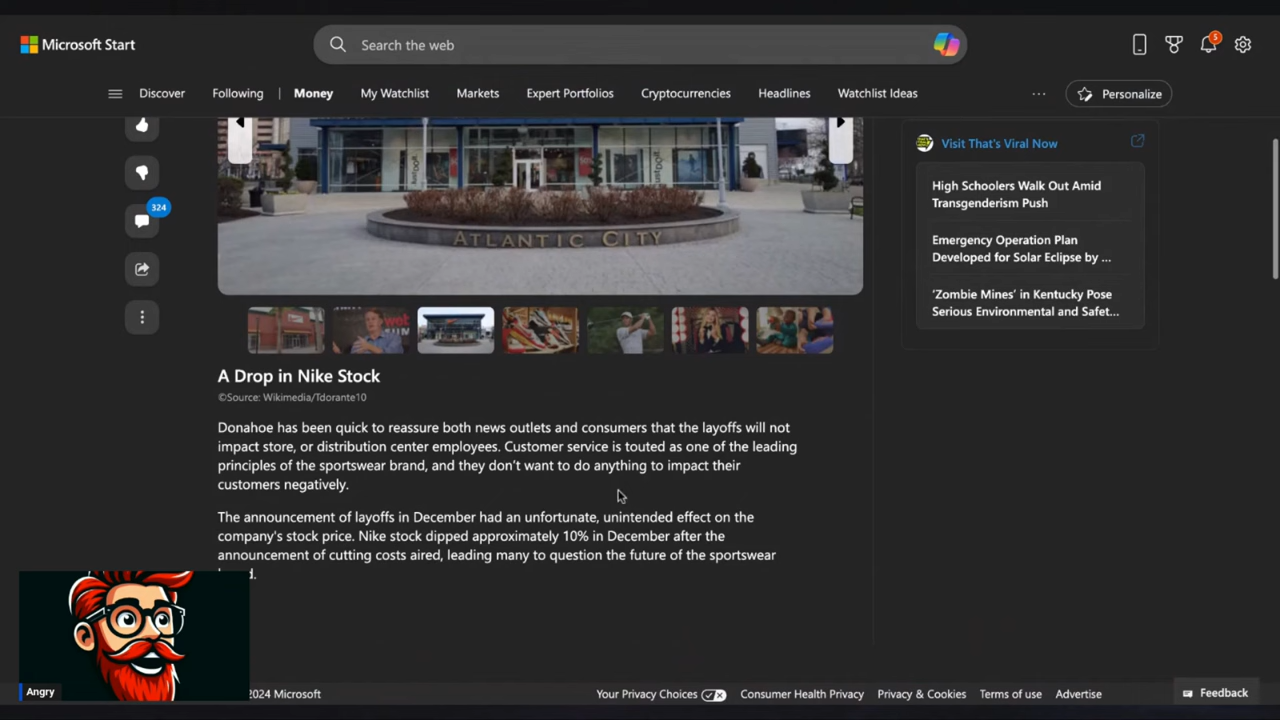 Microsoft Start
Search the web
5
Discover
Following
Money
My Watchlist
Markets
Expert Portfolios
Cryptocurrencies
Headlines
Watchlist Ideas
Personalize
ATLANTIC CITY
324
Visit That's Viral Now
High Schoolers Walk Out Amid
Transgenderism Push
Emergency Operation Plan
Developed for Solar Eclipse by ...
‘Zombie Mines’ in Kentucky Pose
Serious Environmental and Safet...
A Drop in Nike Stock
©Source: Wikimedia/Tdorante10
Donahoe has been quick to reassure both news outlets and consumers that the layoffs will not
impact store, or distribution center employees. Customer service is touted as one of the leading
principles of the sportswear brand, and they don’t want to do anything to impact their
customers negatively.
The announcement of layoffs in December had an unfortunate, unintended effect on the
company's stock price. Nike stock dipped approximately 10% in December after the
announcement of cutting costs aired, leading many to question the future of the sportswear
Angry
2024 Microsoft
Your Privacy Choices
Consumer Health Privacy
Privacy & Cookies
Terms of use
Advertise
Feedback